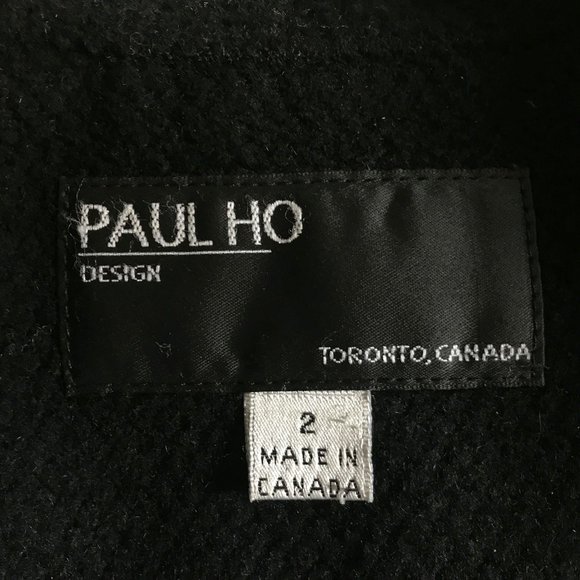 PAUL HO
DESIGN
TORONTO, CANADA
2
MADE IN
CANADA